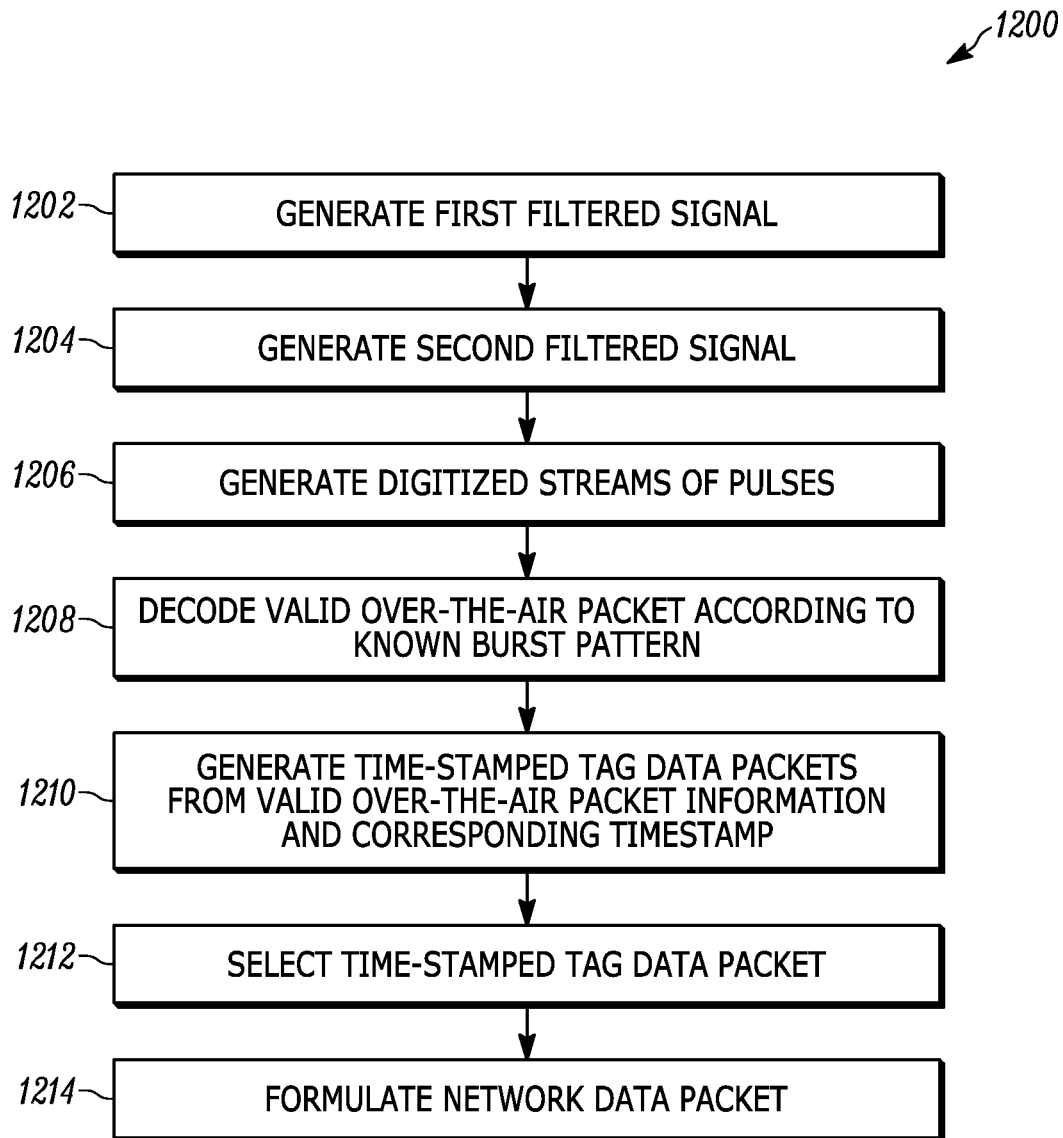 1200
1202
GENERATE FIRST FILTERED SIGNAL
1204
GENERATE SECOND FILTERED SIGNAL
1206
GENERATE DIGITIZED STREAMS OF PULSES
1208
DECODE VALID OVER-THE-AIR PACKET ACCORDING TO
KNOWN BURST PATTERN
1210
GENERATE TIME-STAMPED TAG DATA PACKETS
FROM VALID OVER-THE-AIR PACKET INFORMATION
AND CORRESPONDING TIMESTAMP
1212
SELECT TIME-STAMPED TAG DATA PACKET
1214
FORMULATE NETWORK DATA PACKET